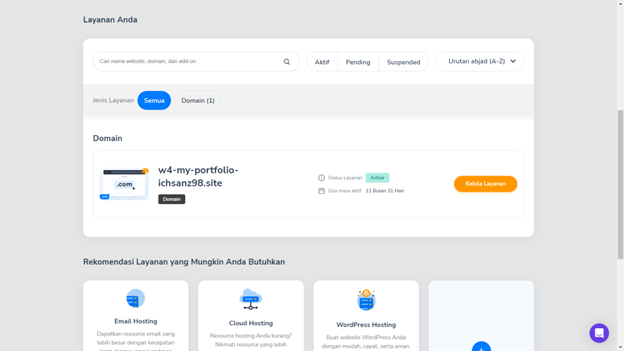 Layanan Anda
Cari nama website, domain, dan add-on...
Aktif
Pending
Suspended
Urutan abjad (A-Z)
Jenis Layanan
Semua
Domain (1)
Domain
.com
w4-my-portfolio-
ichsanz98.site
Domain
Status Layanan
Active
Sisa masa aktif
11 Bulan 31 Hari
Kelola Layanan
Rekomendasi Layanan yang Mungkin Anda Butuhkan
Email Hosting
Dapatkan resource email yang
lebih besar dengan kecepatan
Cloud Hosting
Resource hosting Anda kurang?
Nikmati resource yang lebih
WordPress Hosting
Buat website WordPress Anda
dengan mudah, cepat, serta aman.